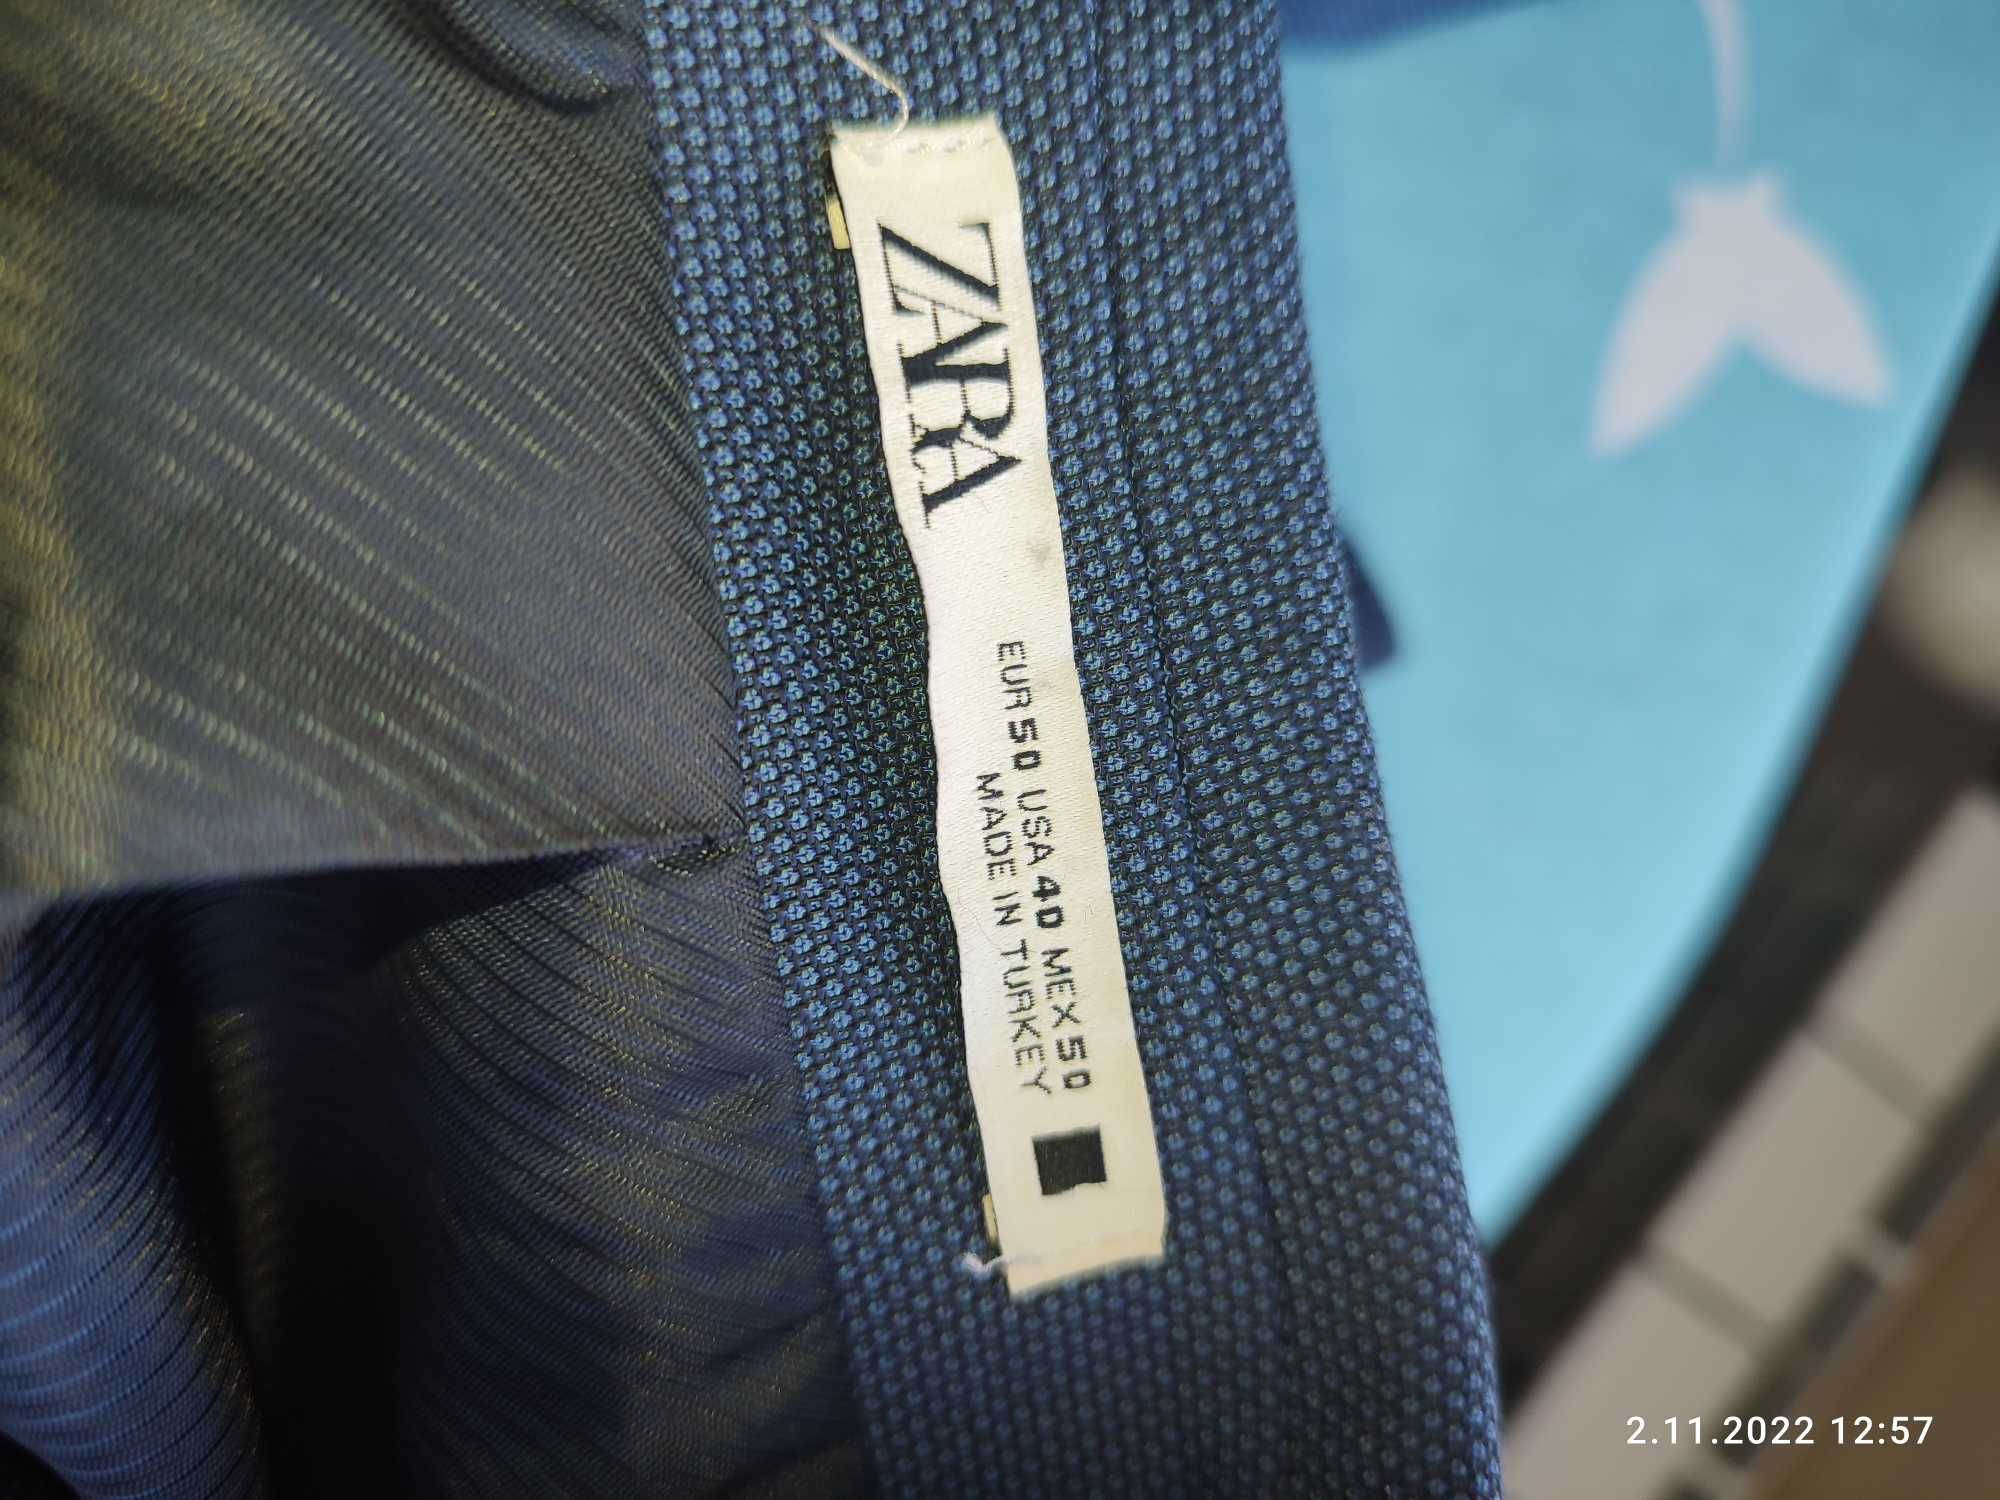 ZARA
EUR 50 USA 40 MEX 50
MADE IN TURKEY
2.11.2022 12:57